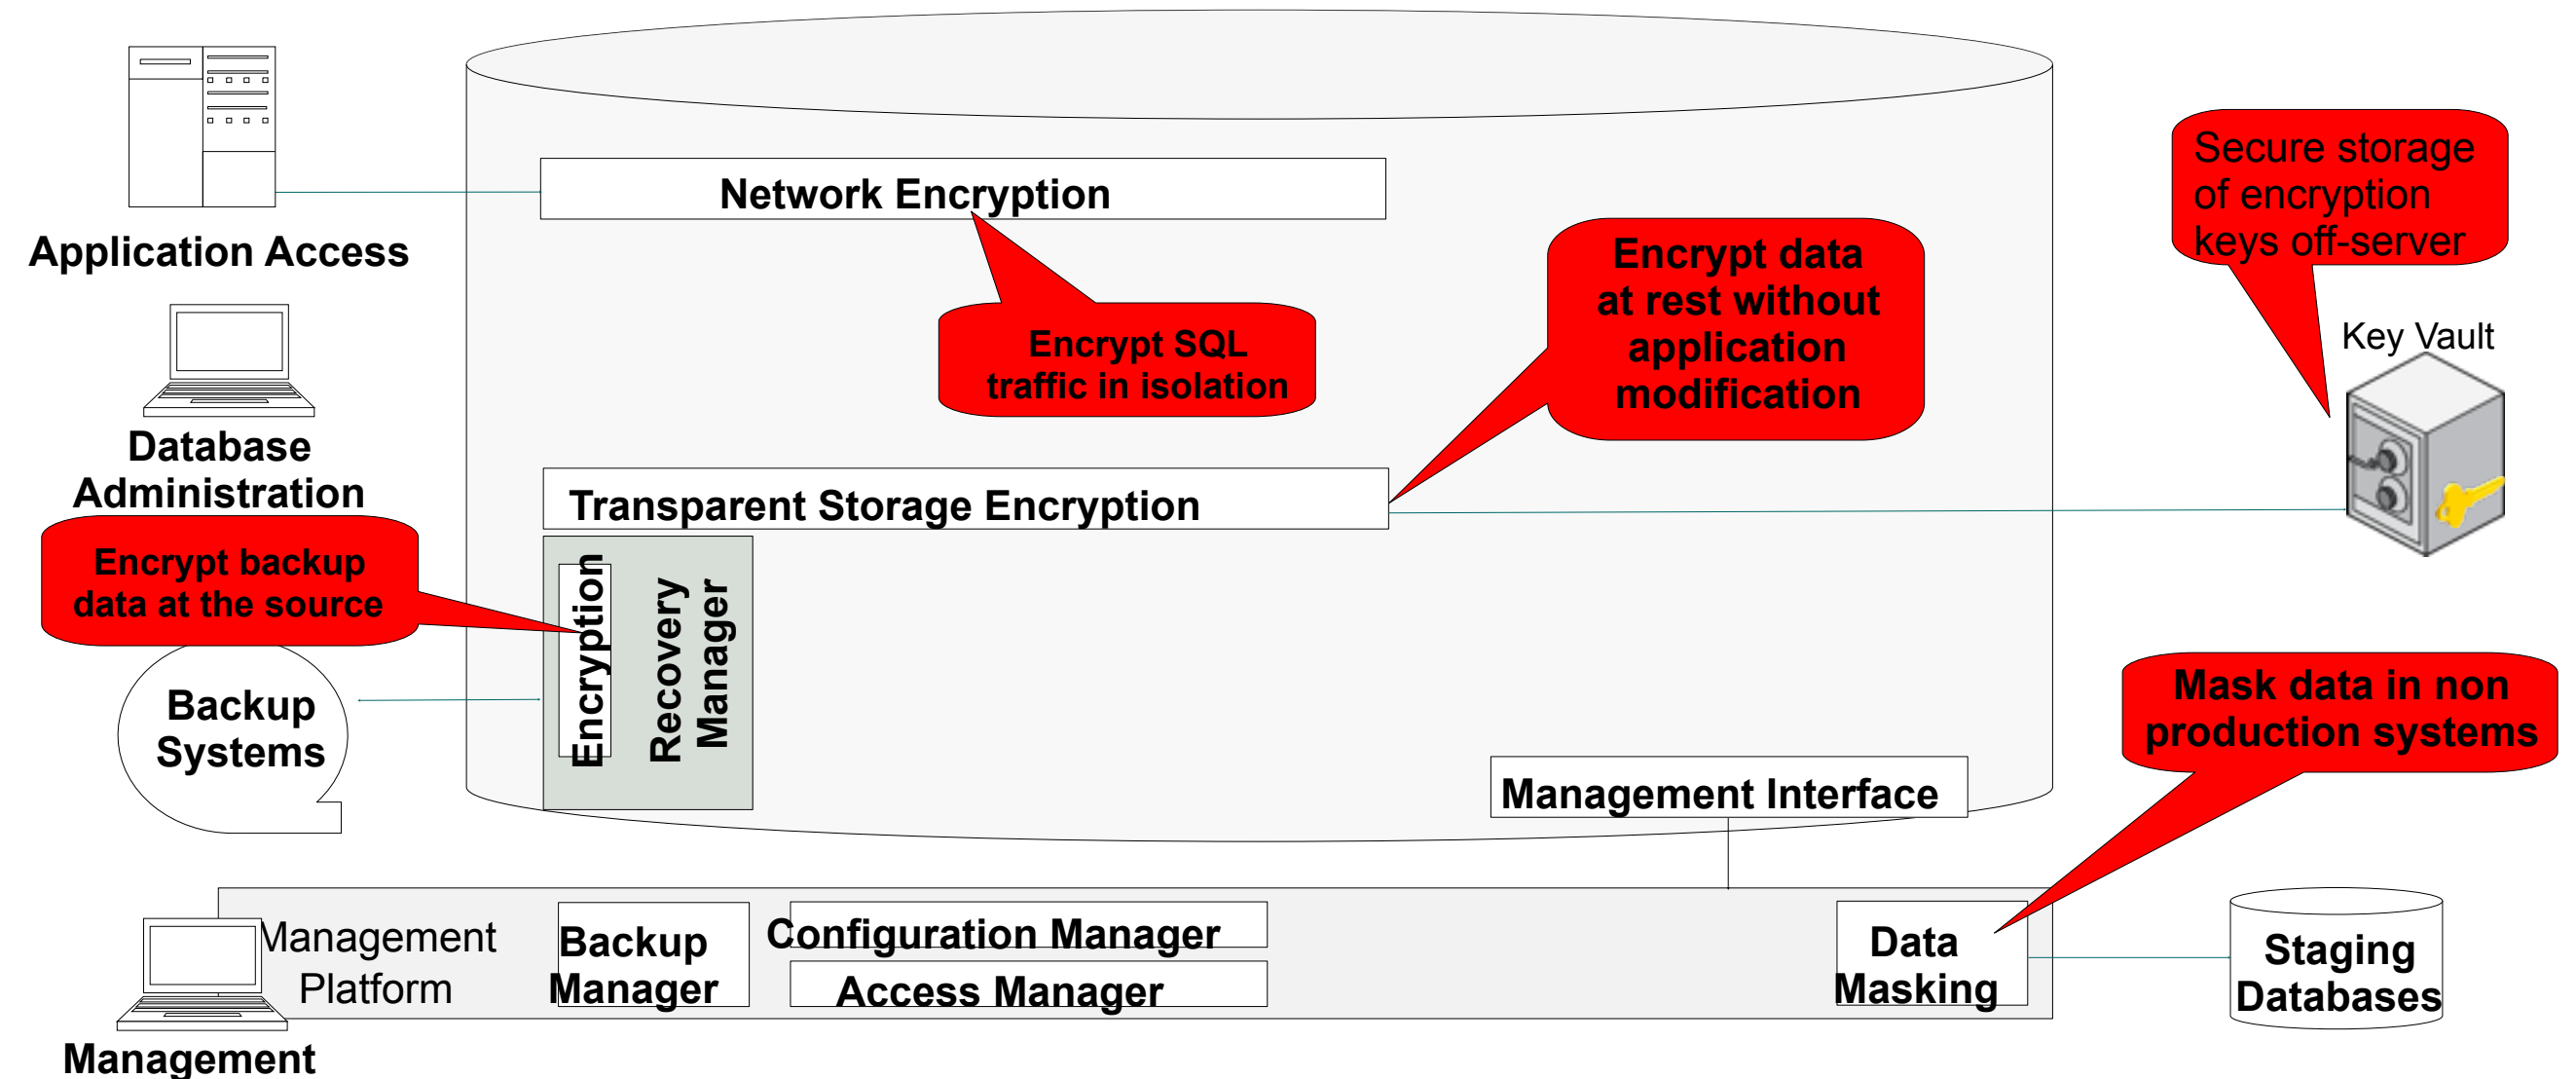 Application Access
Network Encryption
Secure storage
of encryption
keys off-server
Encrypt data
at rest without
application
modification
Encrypt SQL
traffic in isolation
Key Vault
Database
Administration
Transparent Storage Encryption
Encrypt backup
data at the source
Encryption
Recovery
Manager
Backup
Systems
Mask data in non
production systems
Management Interface
Management
Platform
Backup
Manager
Configuration Manager
Access Manager
Data
Masking
Staging
Databases
Management